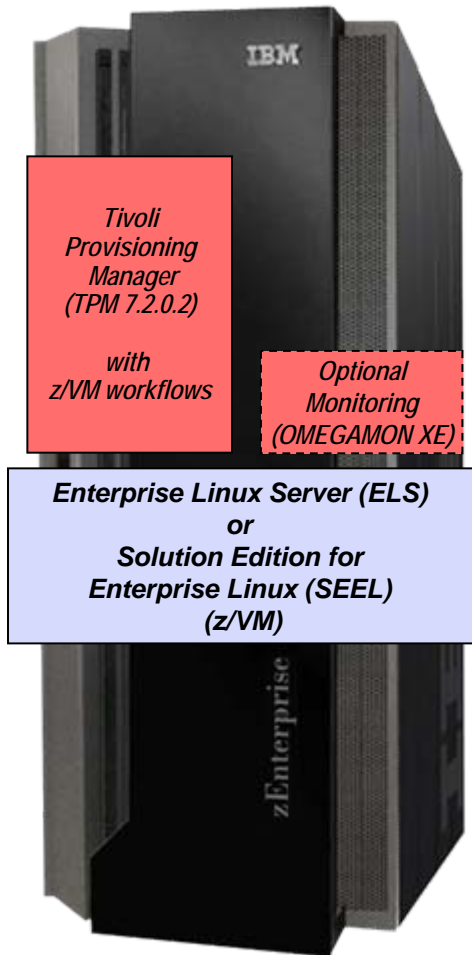 IBM
Tivoli
Provisioning
Manager
(TPM 7.2.0.2)
with
z/VM workflows
Optional
Monitoring
(OMEGAMON XE)
Enterprise Linux Server (ELS)
or
Solution Edition for
Enterprise Linux (SEEL)
(z/VM)
zEnterprise